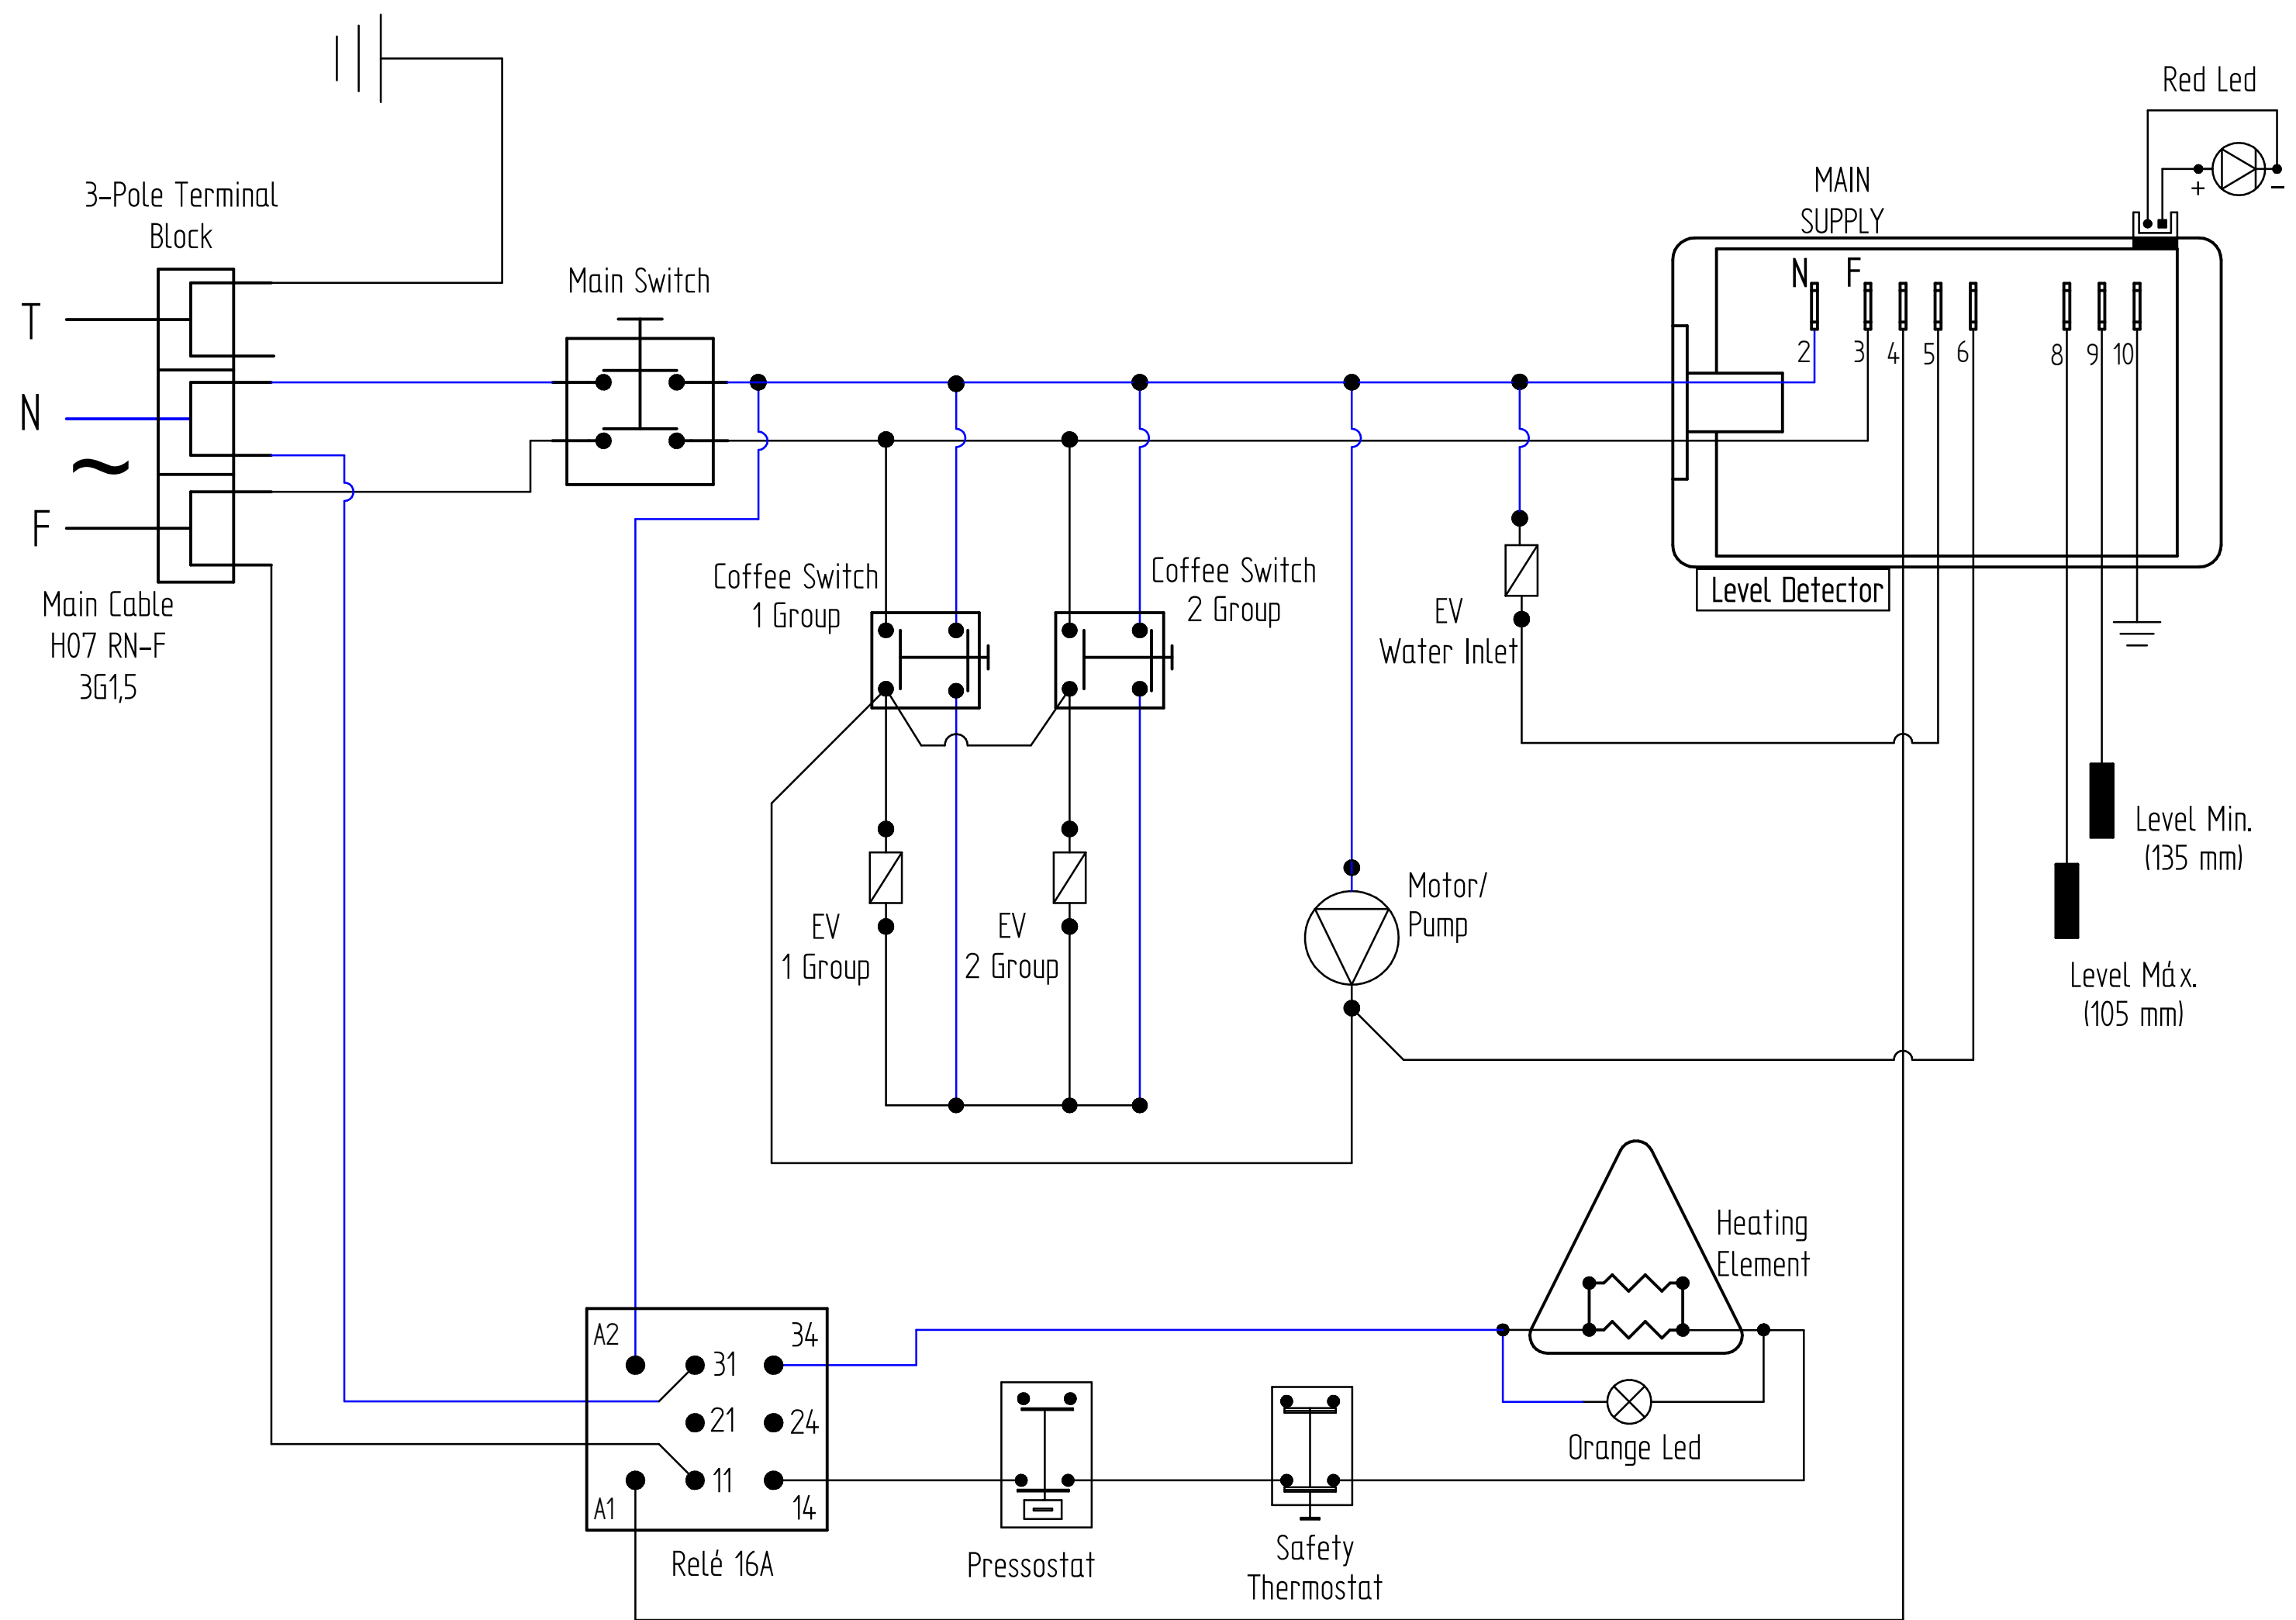 Red Led
+
-
MAIN
SUPPLY
3-Pole Terminal
Block
Main Switch
N F
T
2 3 4 5 6 8 9 10
N
~
F
Coffee Switch
1 Group
Coffee Switch
2 Group
Level Detector
Main Cable
H07 RN-F
3G1,5
EV
Water Inlet
Level Min.
(135 mm)
Motor/
Pump
EV
1 Group
EV
2 Group
Level Máx.
(105 mm)
Heating
Element
A2 31 34
21 24
A1 11 14
Orange Led
Relé 16A
Pressostat
Safety
Thermostat